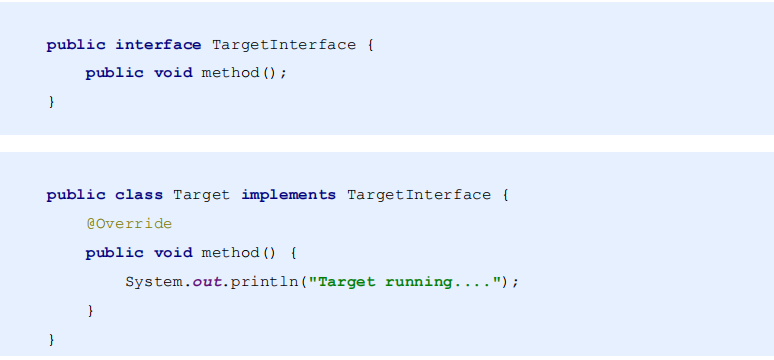 public interface TargetInterface {
    public void method();
}
public class Target implements TargetInterface {
    @Override
    public void method() {
        System.out.println("Target running....");
    }
}